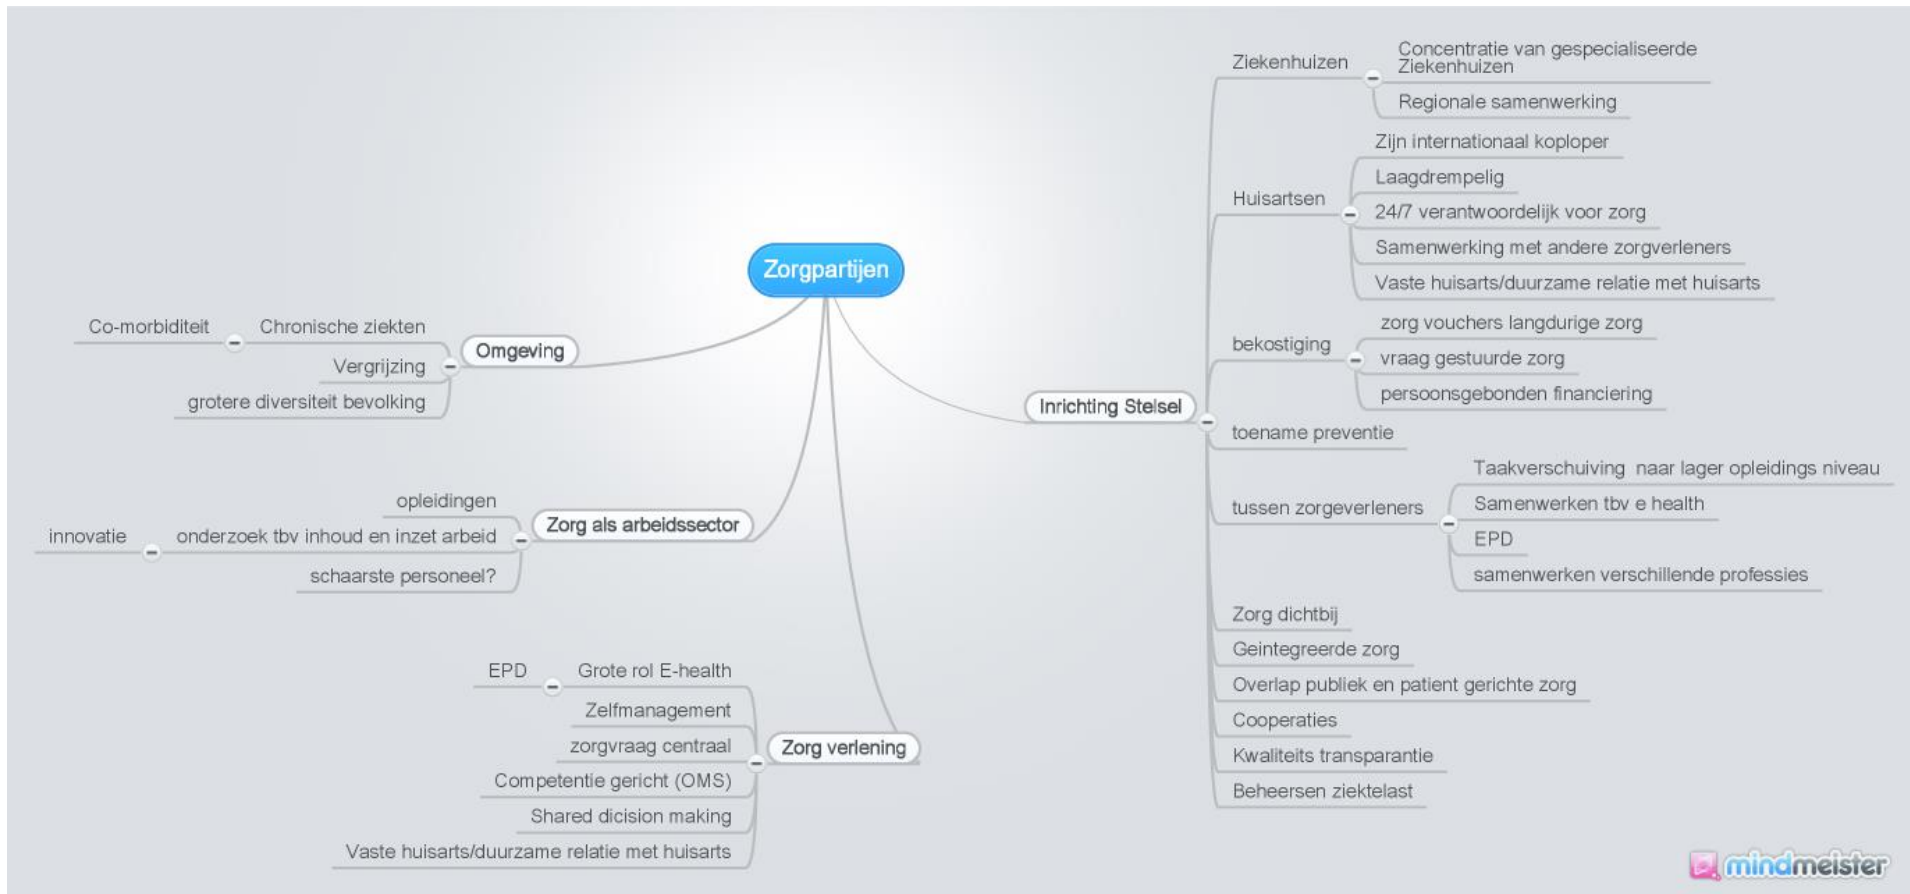 Zorgpartijen
Omgeving
Chronische ziekten
Co-morbiditeit
Vergrijzing
grotere diversiteit bevolking
Zorg als arbeidssector
opleidingen
onderzoek tbv inhoud en inzet arbeid
innovatie
schaarste personeel?
Zorg verlening
Grote rol E-health
EPD
Zelfmanagement
zorgvraag centraal
Competentie gericht (OMS)
Shared dicision making
Vaste huisarts/duurzame relatie met huisarts
Inrichting Stelsel
Ziekenhuizen
Concentratie van gespecialiseerde
Ziekenhuizen
Regionale samenwerking
Huisartsen
Zijn internationaal koploper
Laagdrempelig
24/7 verantwoordelijk voor zorg
Samenwerking met andere zorgverleners
Vaste huisarts/duurzame relatie met huisarts
bekostiging
zorg vouchers langdurige zorg
vraag gestuurde zorg
persoonsgebonden financiering
toename preventie
tussen zorgeverleners
Taakverschuiving  naar lager opleidings niveau
Samenwerken tbv e health
EPD
samenwerken verschillende professies
Zorg dichtbij
Geintegreerde zorg
Overlap publiek en patient gerichte zorg
Cooperaties
Kwaliteits transparantie
Beheersen ziektelast
mindmeister